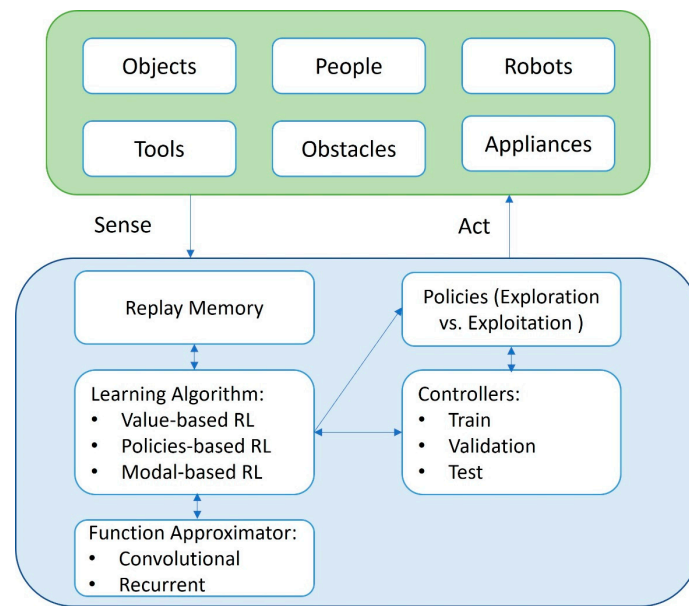 Objects
People
Robots
Tools
Obstacles
Appliances
Sense
Act
Replay Memory
Policies (Exploration
vs. Exploitation )
Learning Algorithm:
• Value-based RL
• Policies-based RL
• Modal-based RL
Controllers:
• Train
• Validation
• Test
Function Approximator:
• Convolutional
• Recurrent